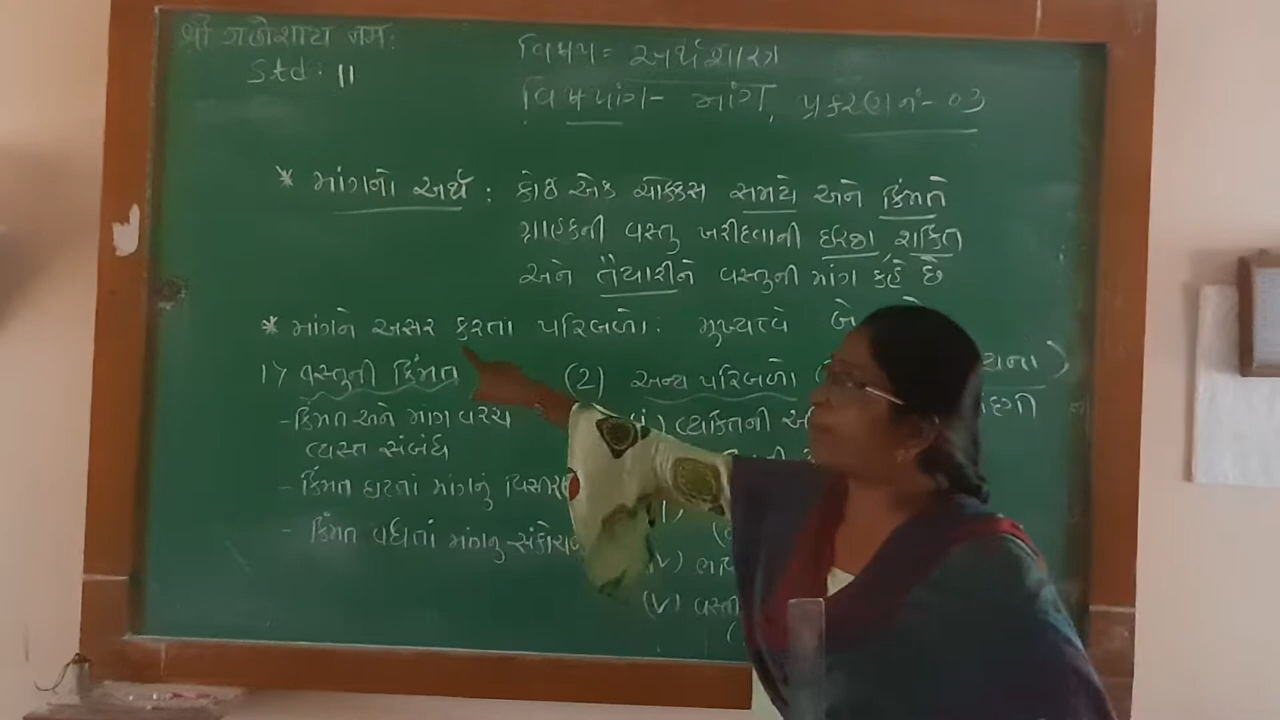 શ્રી ગણેશાય નમઃ
Std : 11
વિષય = અર્થશાસ્ત્ર
વિષયાંગ - માંગ, પ્રકરણ નં - 03
* માંગનો અર્થ : કોઈ એક ચોક્કસ સમયે અને કિંમતે
ગ્રાહકની વસ્તુ ખરીદવાની ઈચ્છા, શક્તિ
અને તૈયારીને વસ્તુની માંગ કહે છે
* માંગને અસર કરતા પરિબળો : મુખ્યત્વે બે
1) વસ્તુની કિંમત
- કિંમત અને માંગ વચ્ચે
વ્યસ્ત સંબંધ
- કિંમત ઘટતાં માંગનું વિસ્તરણ
- કિંમત વધતાં માંગનું સંકોચન
(2) અન્ય પરિબળો
વ્યક્તિની
(V) વસ્તુ